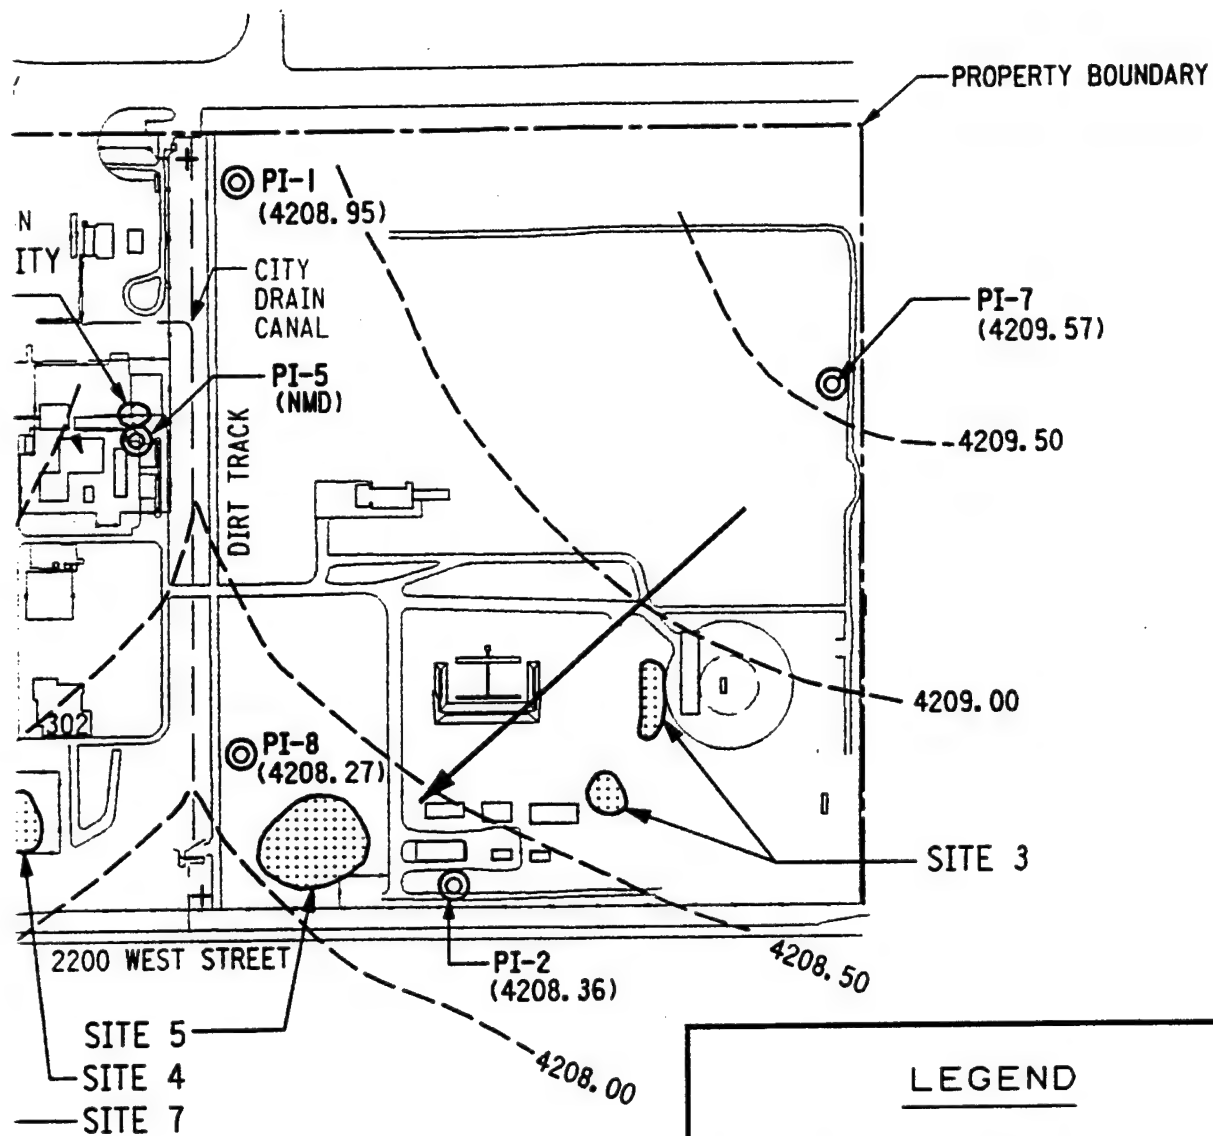 PROPERTY BOUNDARY
PI-1
(4208.95)
N
ITY
CITY
DRAIN
CANAL
PI-7
(4209.57)
PI-5
(NMD)
4209.50
DIRT TRACK
4209.00
302
PI-8
(4208.27)
SITE 3
2200 WEST STREET
PI-2
(4208.36)
4208.50
SITE 5
4208.00
SITE 4
LEGEND
SITE 7